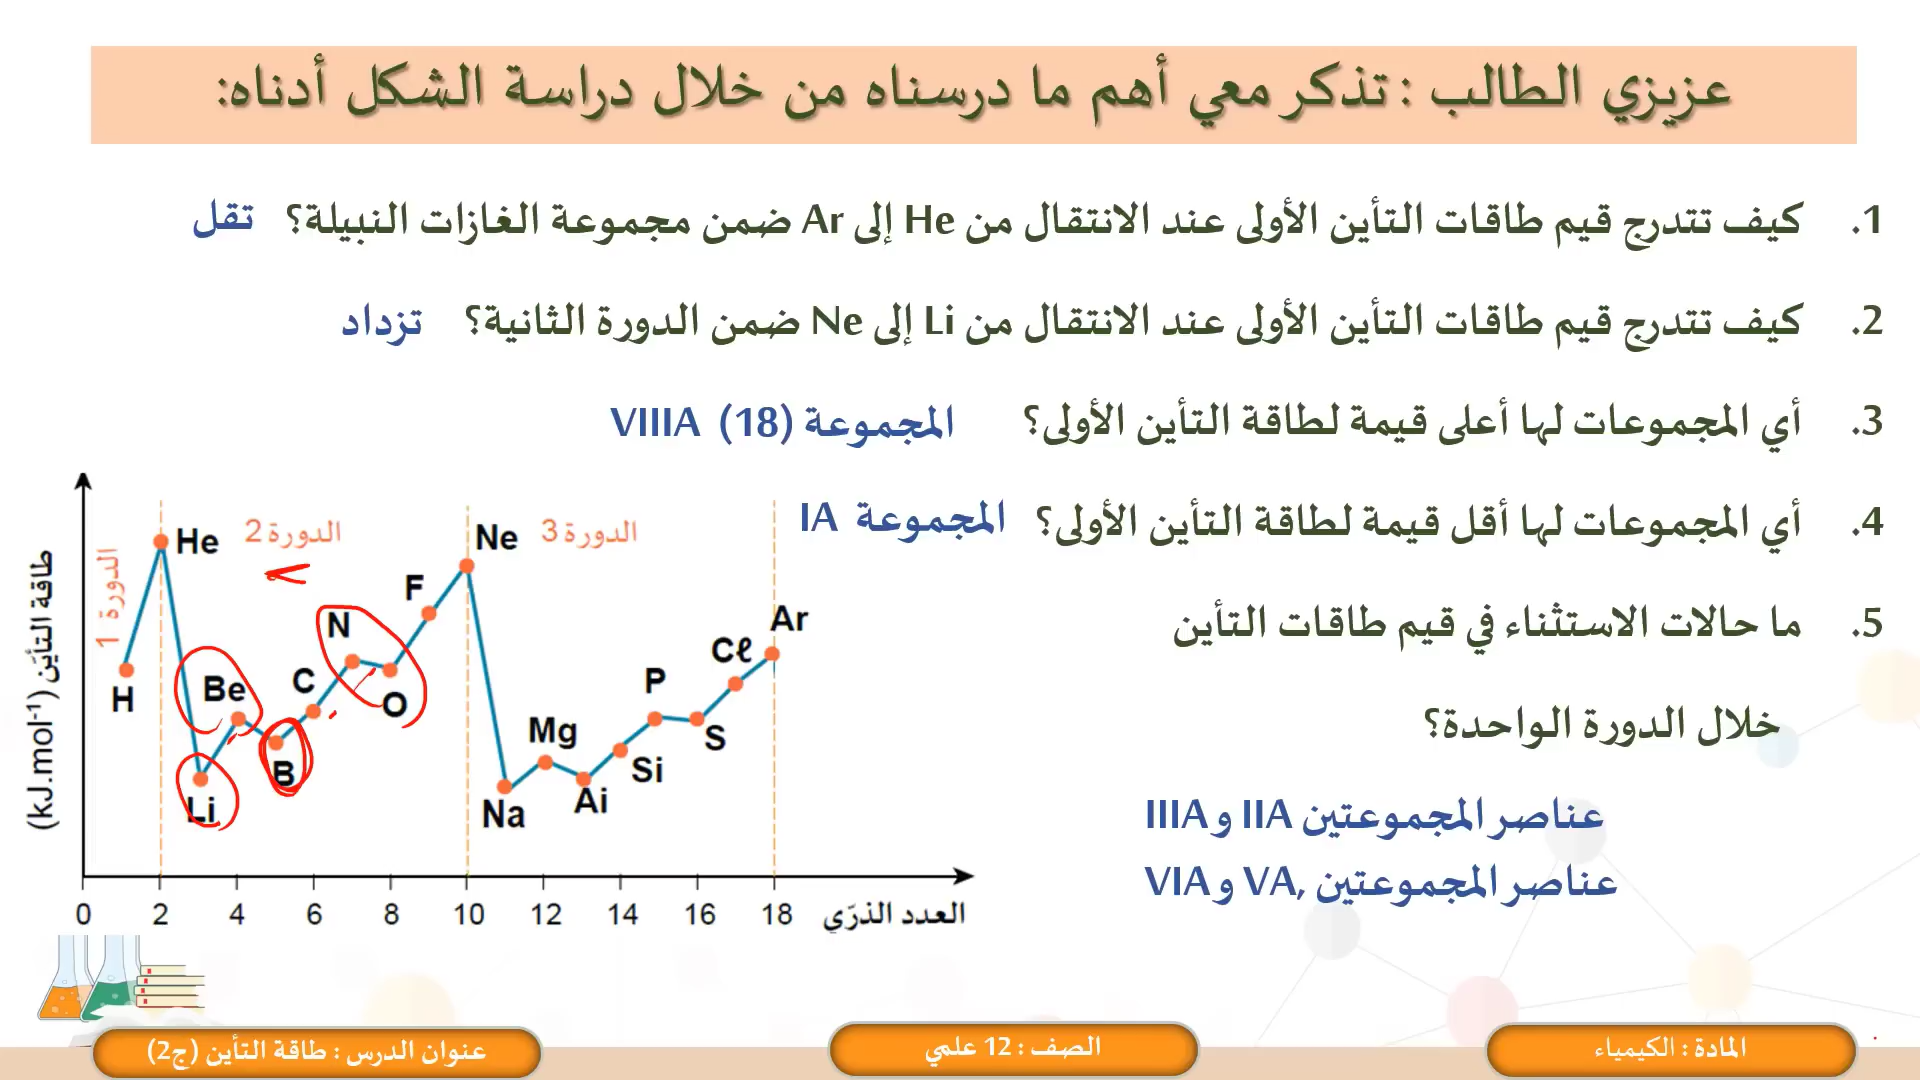 عزيزي الطالب : تذكر معي أهم ما درسناه من خلال دراسة الشكل أدناه:
1. كيف تتدرج قيم طاقات التأين الأولى عند الانتقال من He إلى Ar ضمن مجموعة الغازات النبيلة؟ تقل
2. كيف تتدرج قيم طاقات التأين الأولى عند الانتقال من Li إلى Ne ضمن الدورة الثانية؟ تزداد
3. أي المجموعات لها أعلى قيمة لطاقة التأين الأولى؟ المجموعة (18) VIIIA
4. أي المجموعات لها أقل قيمة لطاقة التأين الأولى؟ المجموعة IA
5. ما حالات الاستثناء في قيم طاقات التأين
خلال الدورة الواحدة؟
عناصر المجموعتين IIA و IIIA
عناصر المجموعتين VA, و VIA
طاقة التأين (kJ.mol⁻¹)
الدورة 1
الدورة 2
الدورة 3
H
He
Li
Be
B
C
N
O
F
Ne
Na
Mg
Ai
Si
P
S
Cℓ
Ar
0 2 4 6 8 10 12 14 16 18
العدد الذرّي
المادة : الكيمياء
الصف : 12 علمي
عنوان الدرس : طاقة التأين (ج2)